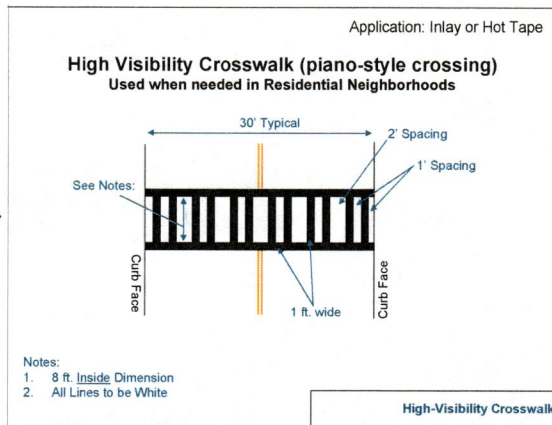 Application: Inlay or Hot Tape
High Visibility Crosswalk (piano-style crossing)
Used when needed in Residential Neighborhoods
30' Typical
2' Spacing
1' Spacing
See Notes:
Curb Face
Curb Face
1 ft. wide
Notes:
1. 8 ft. Inside Dimension
2. All Lines to be White
High-Visibility Crosswalk